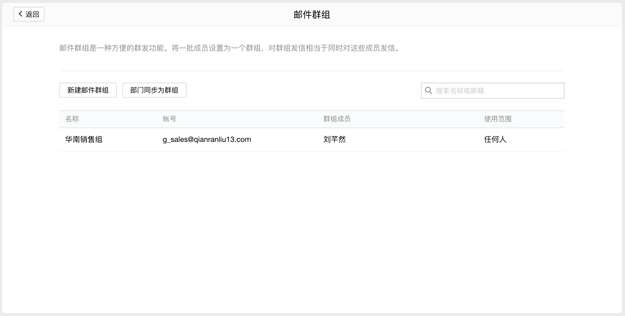 返回
邮件群组
邮件群组是一种方便的群发功能。将一批成员设置为一个群组，对群组发信相当于同时对这些成员发信。
新建邮件群组 部门同步为群组 搜索名称或邮箱
名称 帐号 群组成员 使用范围
华南销售组 g_sales@qianranliu13.com 刘芊然 任何人